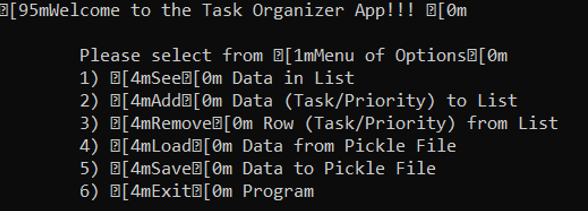 �[95mWelcome to the Task Organizer App!!! �[0m
Please select from �[1mMenu of Options�[0m
1) �[4mSee�[0m Data in List
2) �[4mAdd�[0m Data (Task/Priority) to List
3) �[4mRemove�[0m Row (Task/Priority) from List
4) �[4mLoad�[0m Data from Pickle File
5) �[4mSave�[0m Data to Pickle File
6) �[4mExit�[0m Program